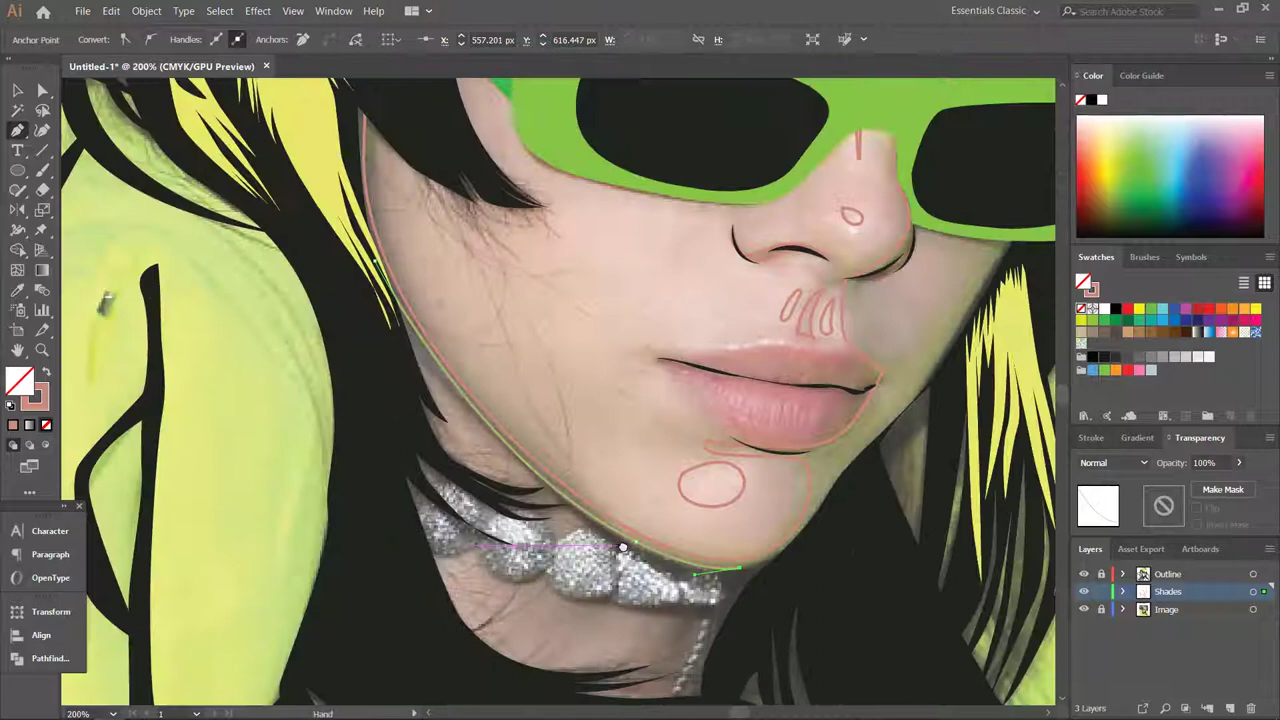 Ai File Edit Object Type Select Effect View Window Help Essentials Classic Search Adobe Stock
Anchor Point Convert: Handles: Anchors: X: 557.201 px Y: 616.447 px W: H:
Untitled-1* @ 200% (CMYK/GPU Preview)
Color Color Guide
Swatches Brushes Symbols
Stroke Gradient Transparency
Normal Opacity: 100%
Make Mask
Clip
Invert Mask
Character
Paragraph
OpenType
Transform
Align
Pathfind...
Layers Asset Export Artboards
Outline
Shades
Image
200% 1 Hand 3 Layers